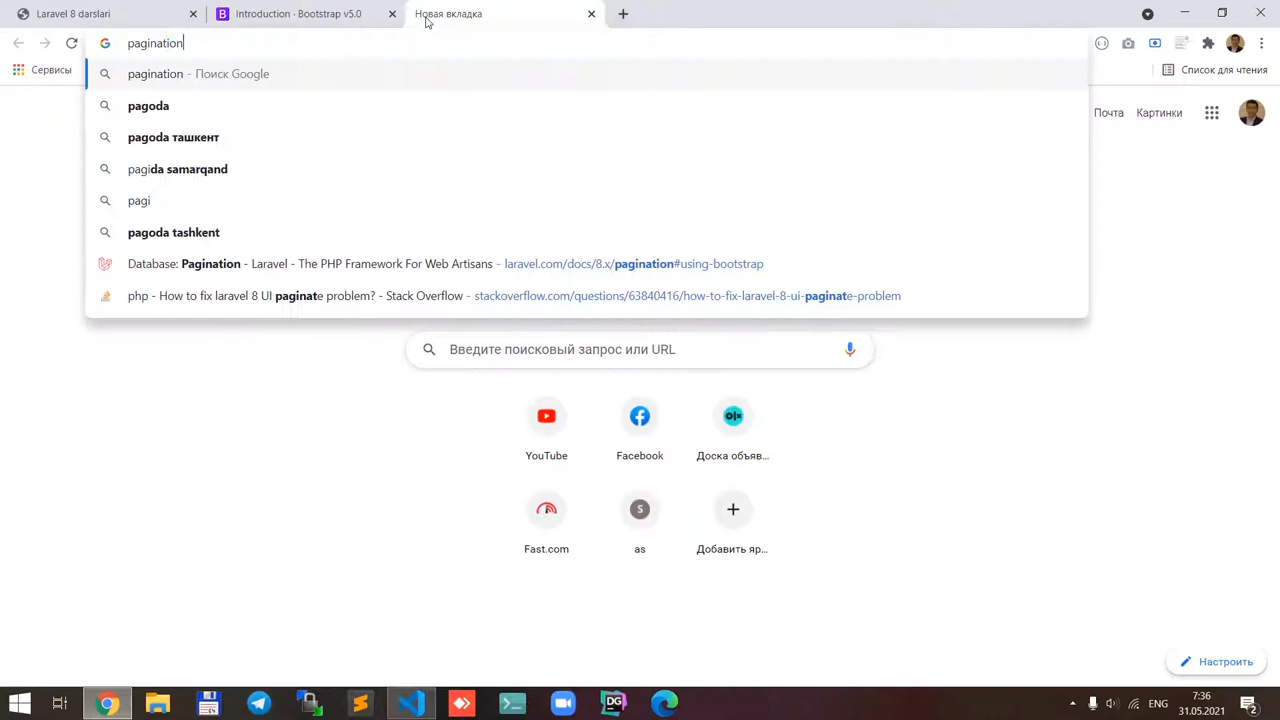 Laravel 8 darslari
Introduction · Bootstrap v5.0
Новая вкладка
pagination
Сервисы
Список для чтения
pagination - Поиск Google
pagoda
pagoda ташкент
pagida samarqand
pagi
pagoda tashkent
Database: Pagination - Laravel - The PHP Framework For Web Artisans - laravel.com/docs/8.x/pagination#using-bootstrap
php - How to fix laravel 8 UI paginate problem? - Stack Overflow - stackoverflow.com/questions/63840416/how-to-fix-laravel-8-ui-paginate-problem
Почта Картинки
Введите поисковый запрос или URL
YouTube Facebook Доска объяв...
Fast.com as Добавить яр...
Настроить
ENG
7:36
31.05.2021